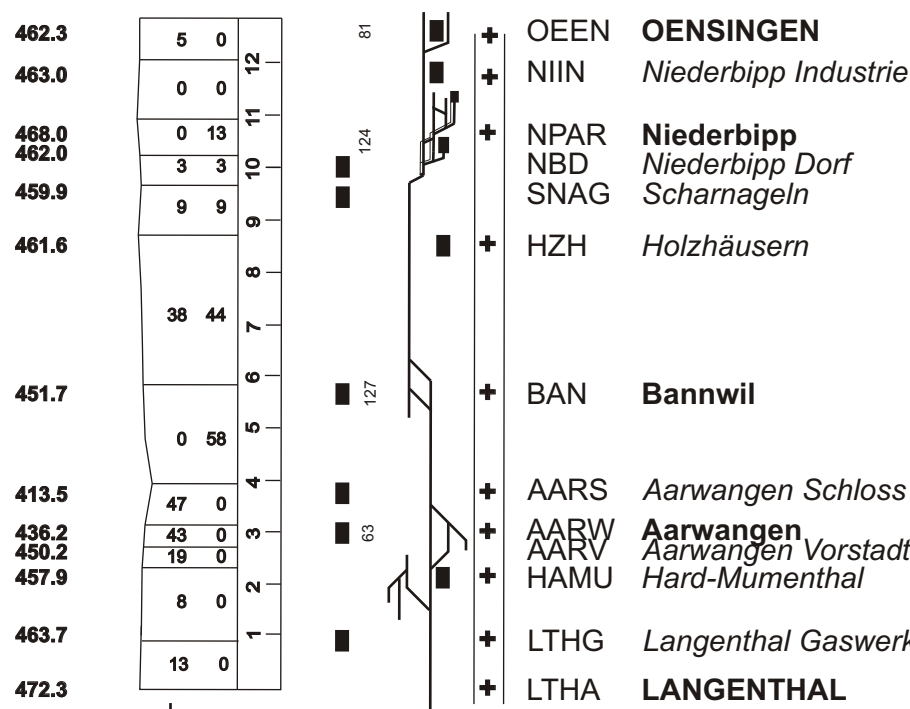 462.3 5 0 81 + OEEN OENSINGEN
12
463.0 0 0 + NIIN Niederbipp Industrie
11
468.0 0 13 124 + NPAR Niederbipp
462.0 3 3 10 NBD Niederbipp Dorf
459.9 9 9 SNAG Scharnageln
9
461.6 + HZH Holzhäusern
8
38 44
7
6
451.7 127 + BAN Bannwil
0 58 5
4
413.5 47 0 + AARS Aarwangen Schloss
436.2 43 0 3 63 + AARW Aarwangen
450.2 19 0 AARV Aarwangen Vorstadt
457.9 2 + HAMU Hard-Mumenthal
8 0
463.7 1 + LTHG Langenthal Gaswerk
13 0
472.3 + LTHA LANGENTHAL